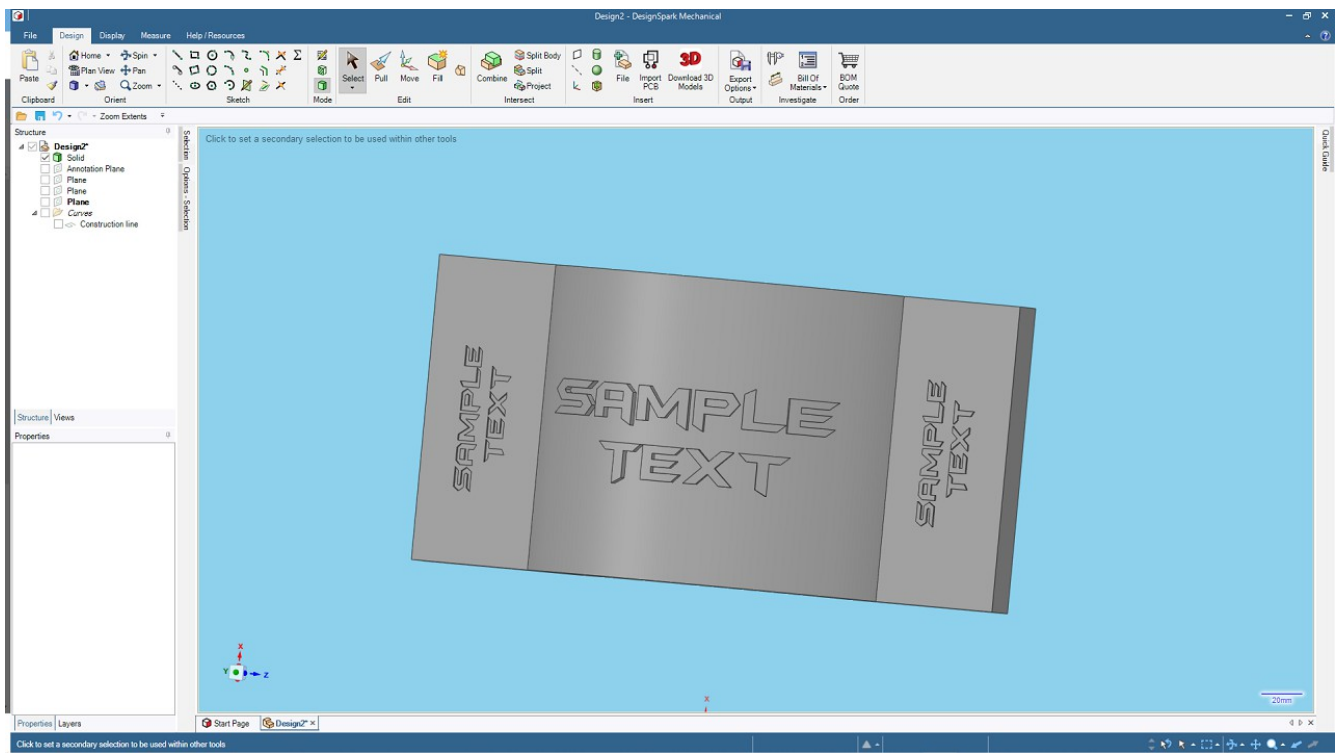 Design2 - DesignSpark Mechanical
File Design Display Measure Help / Resources
Paste
Clipboard
Home Spin
Plan View Pan
Zoom
Orient
Sketch
Mode
Select Pull Move Fill
Edit
Combine
Split Body
Split
Project
Intersect
File
Import PCB
Download 3D Models
3D
Insert
Export Options
Output
Bill Of Materials
Investigate
BOM Quote
Order
Zoom Extents
Structure
Design2*
Solid
Annotation Plane
Plane
Plane
Plane
Curves
Construction line
Structure Views
Properties
Properties Layers
Selection
Options - Selection
Click to set a secondary selection to be used within other tools
Quick Guide
SAMPLE
TEXT
SAMPLE
TEXT
SAMPLE
TEXT
X
Y
Z
X
20mm
Start Page Design2*
Click to set a secondary selection to be used within other tools